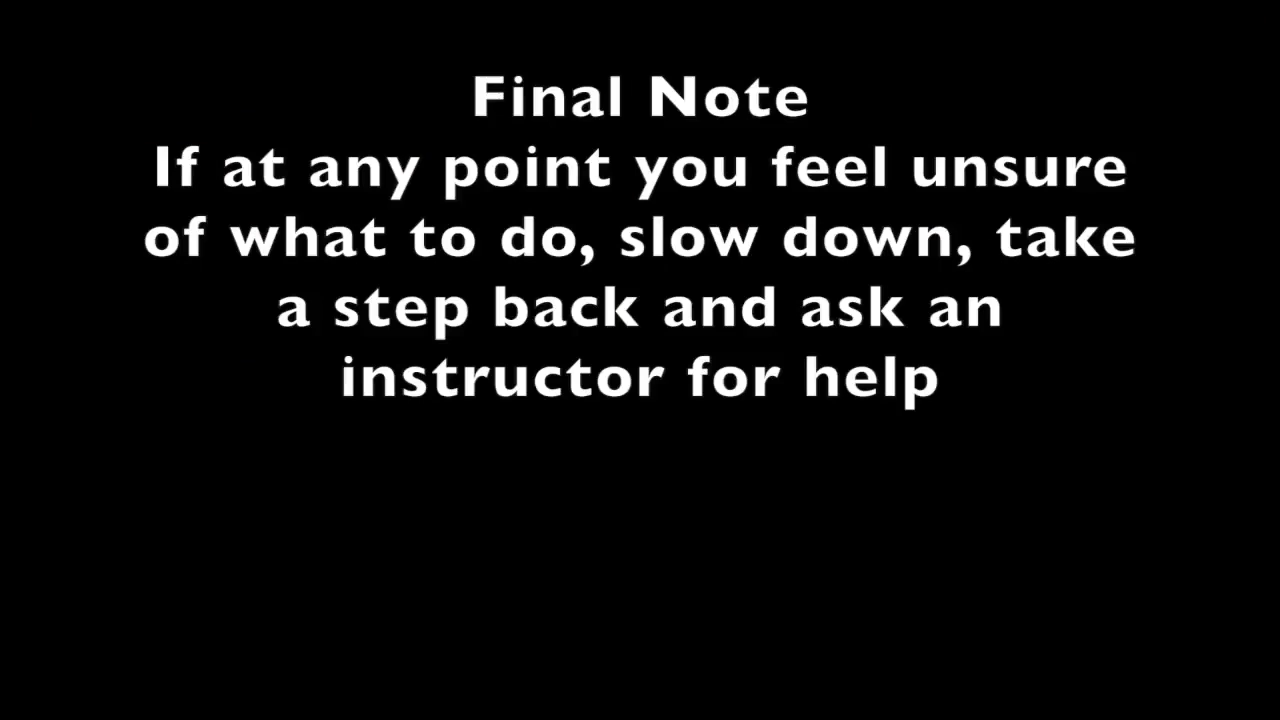 Final Note
If at any point you feel unsure
of what to do, slow down, take
a step back and ask an
instructor for help